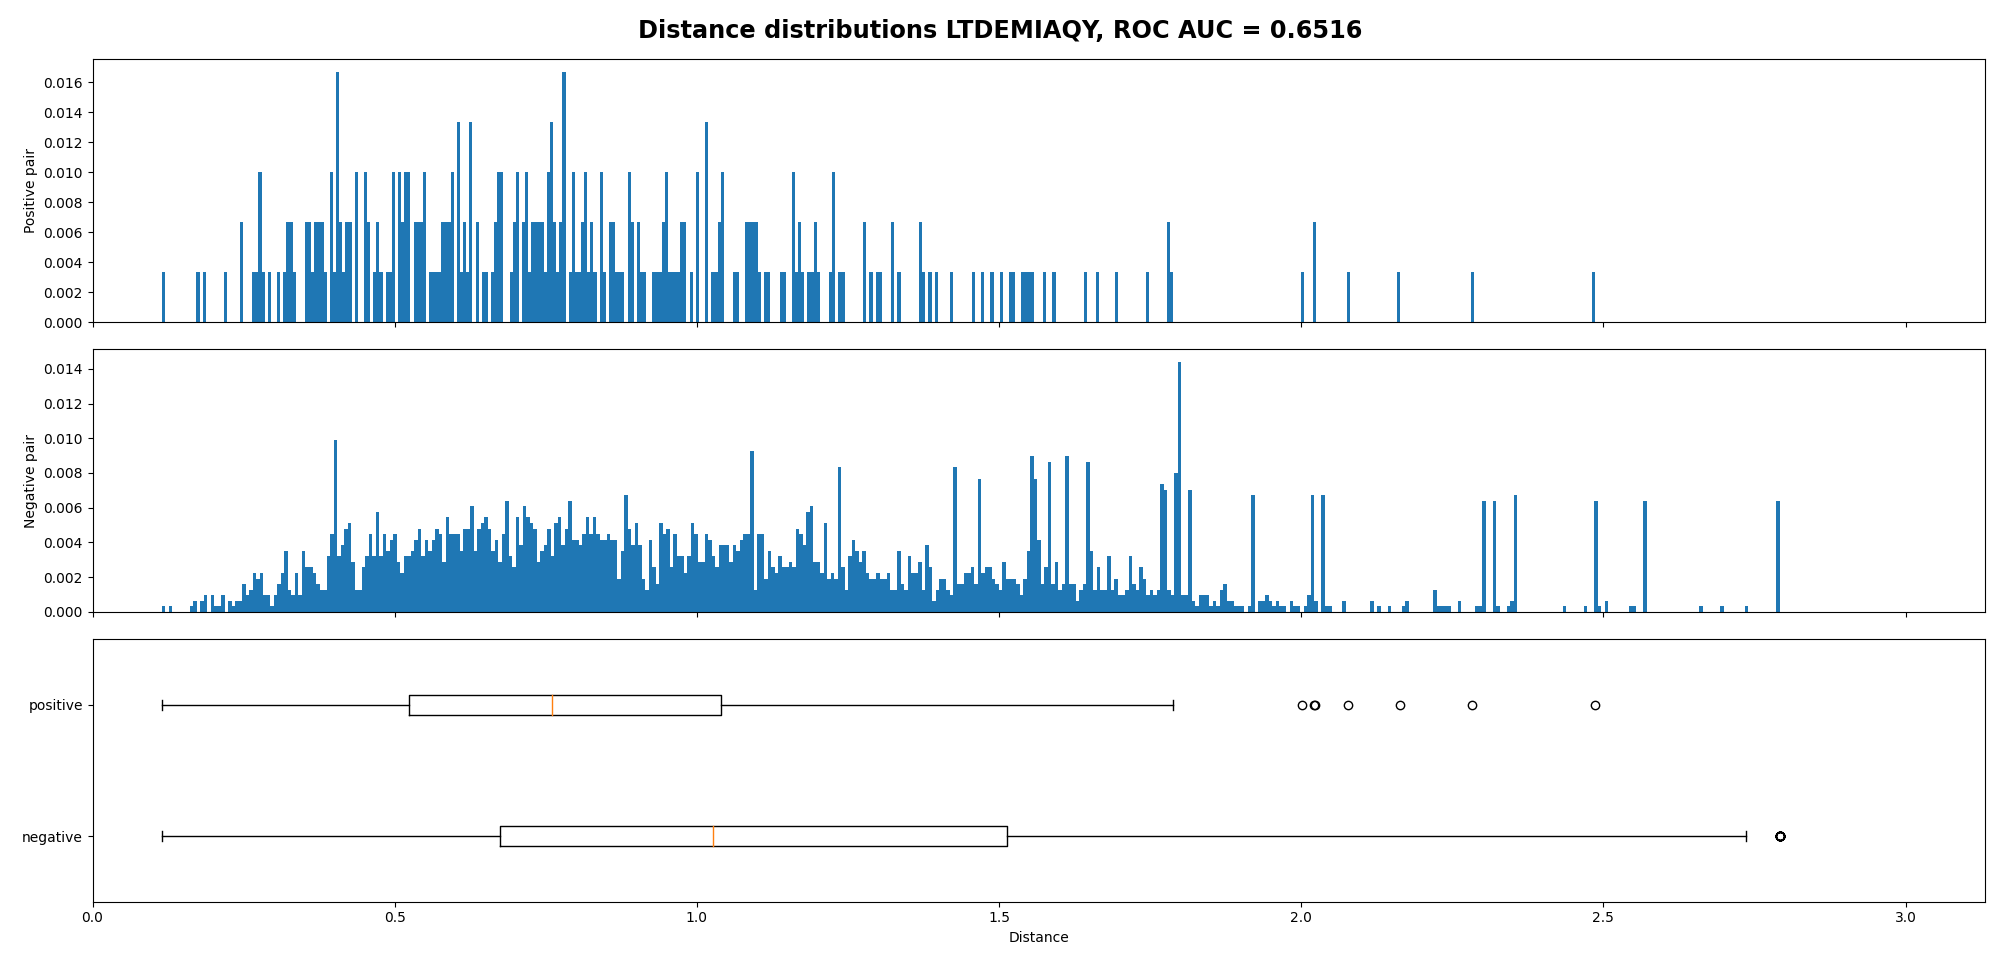 Distance distributions LTDEMIAQY, ROC AUC = 0.6516
0.016
0.014
0.012
0.010
0.008
0.006
0.004
0.002
0.000
Positive pair
0.014
0.012
0.010
0.008
0.006
0.004
0.002
0.000
Negative pair
positive
negative
0.0 0.5 1.0 1.5 2.0 2.5 3.0
Distance